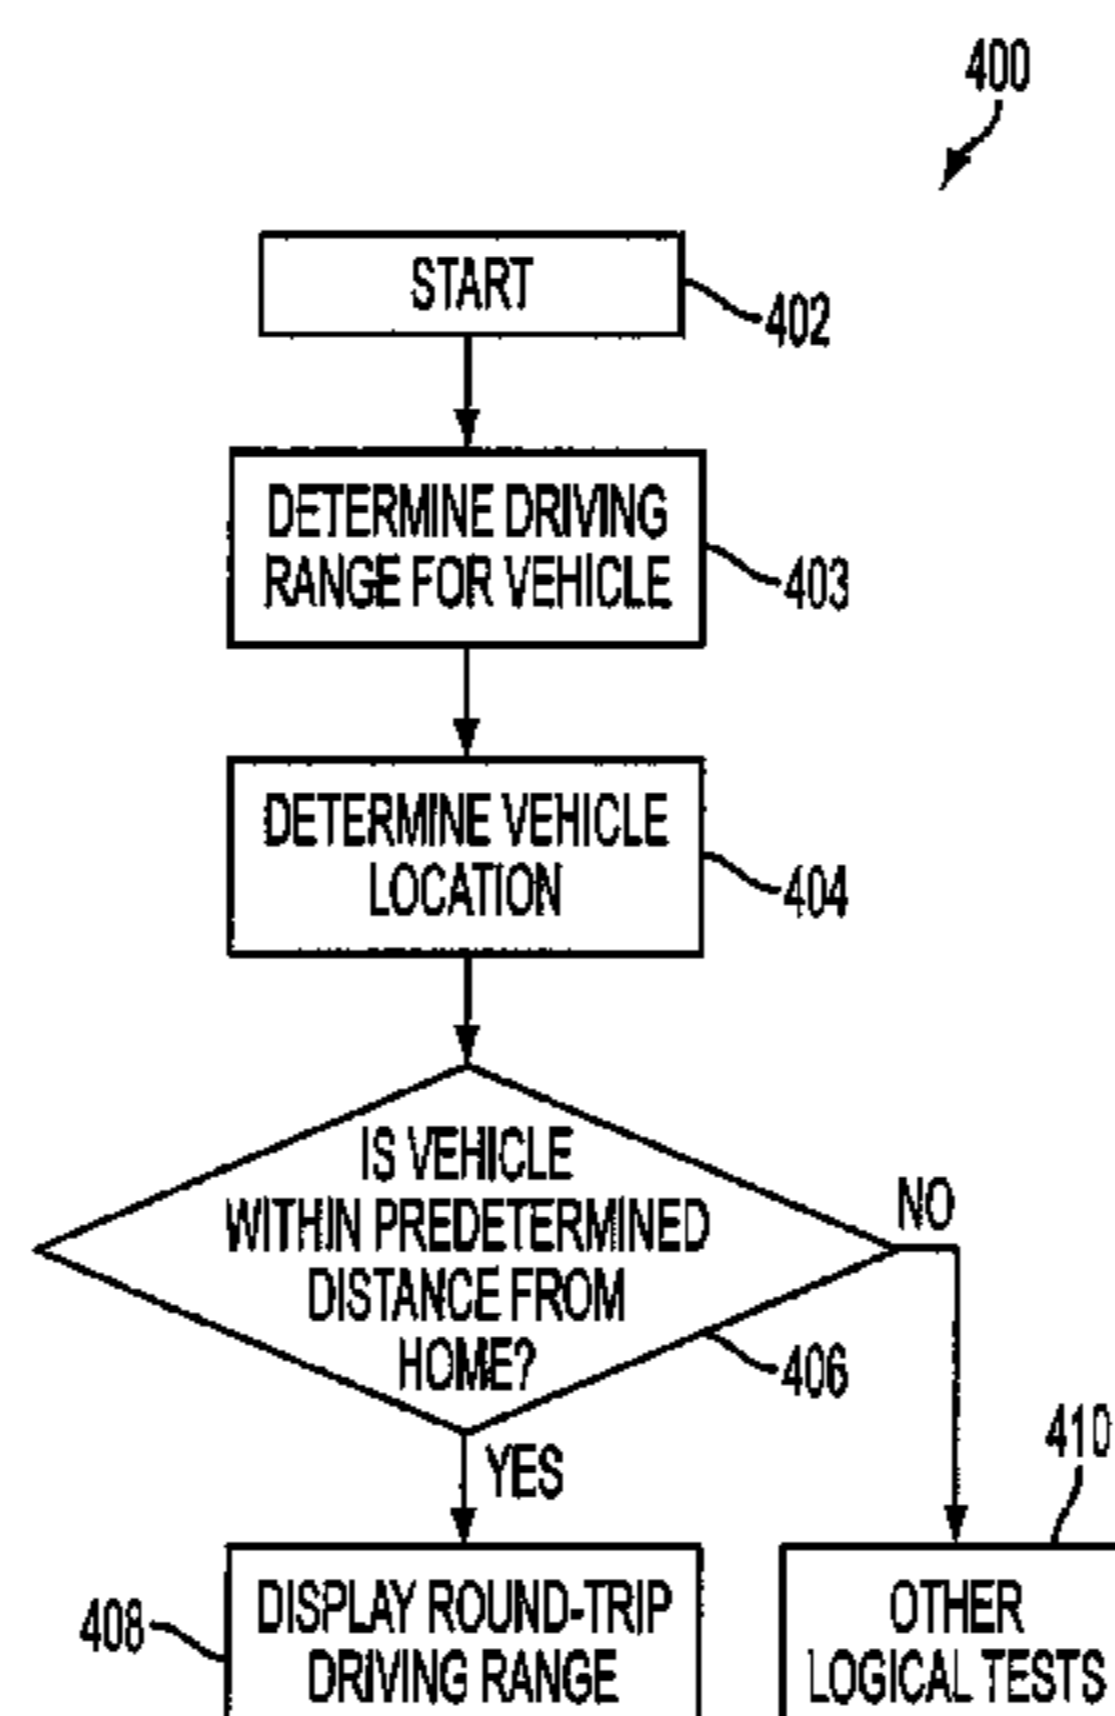 400
START
402
DETERMINE DRIVING
RANGE FOR VEHICLE
403
DETERMINE VEHICLE
LOCATION
404
IS VEHICLE
WITHIN PREDETERMINED
DISTANCE FROM
HOME?
NO
406
YES
410
408
DISPLAY ROUND-TRIP
DRIVING RANGE
OTHER
LOGICAL TESTS